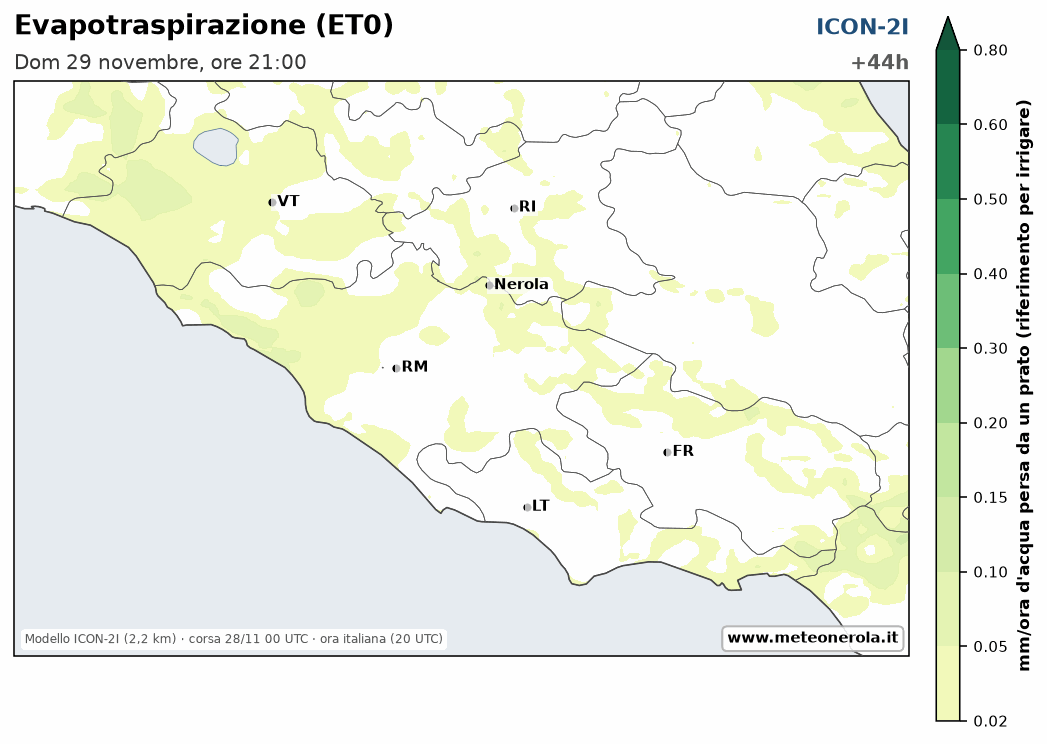 Evapotraspirazione (ET0)
ICON-2I
Dom 29 novembre, ore 21:00
+44h
VT
RI
Nerola
RM
FR
LT
Modello ICON-2I (2,2 km) · corsa 28/11 00 UTC · ora italiana (20 UTC)
www.meteonerola.it
0.80
0.60
0.50
0.40
0.30
0.20
0.15
0.10
0.05
0.02
mm/ora d'acqua persa da un prato (riferimento per irrigare)